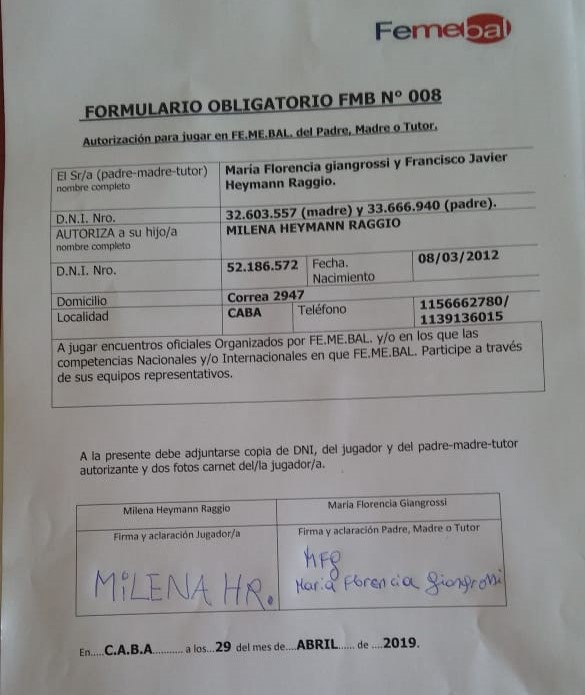 Femebal
FORMULARIO OBLIGATORIO FMB Nº 008
Autorización para jugar en FE.ME.BAL. del Padre, Madre o Tutor.
El Sr/a (padre-madre-tutor)
nombre completo
María Florencia giangrossi y Francisco Javier
Heymann Raggio.
D.N.I. Nro.
32.603.557 (madre) y 33.666.940 (padre).
AUTORIZA a su hijo/a
nombre completo
MILENA HEYMANN RAGGIO
D.N.I. Nro.
52.186.572
Fecha.
Nacimiento
08/03/2012
Domicilio
Correa 2947
Localidad
CABA
Teléfono
1156662780/
1139136015
A jugar encuentros oficiales Organizados por FE.ME.BAL. y/o en los que las
competencias Nacionales y/o Internacionales en que FE.ME.BAL. Participe a través
de sus equipos representativos.
A la presente debe adjuntarse copia de DNI, del jugador y del padre-madre-tutor
autorizante y dos fotos carnet del/la jugador/a.
Milena Heymann Raggio
María Florencia Giangrossi
Firma y aclaración Jugador/a
Firma y aclaración Padre, Madre o Tutor
MiLENA HR.
MFg
Maria Florencia giangrossi
En.....C.A.B.A.......... a los...29 del mes de....ABRIL...... de ....2019.